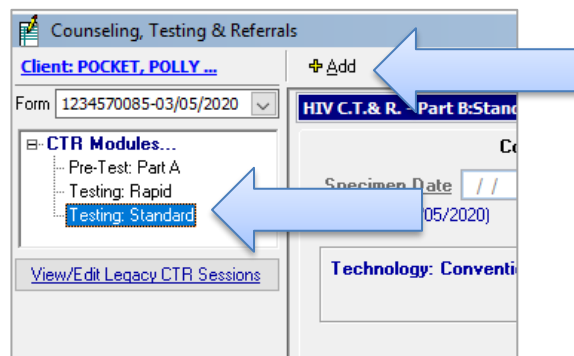 Counseling, Testing & Referrals
Client: POCKET, POLLY ...
Add
Form 1234570085-03/05/2020
HIV C.T.& R. - Part B:Stand
CTR Modules...
Pre-Test: Part A
Testing: Rapid
Testing: Standard
Specimen Date / /
05/2020)
View/Edit Legacy CTR Sessions
Technology: Conventi